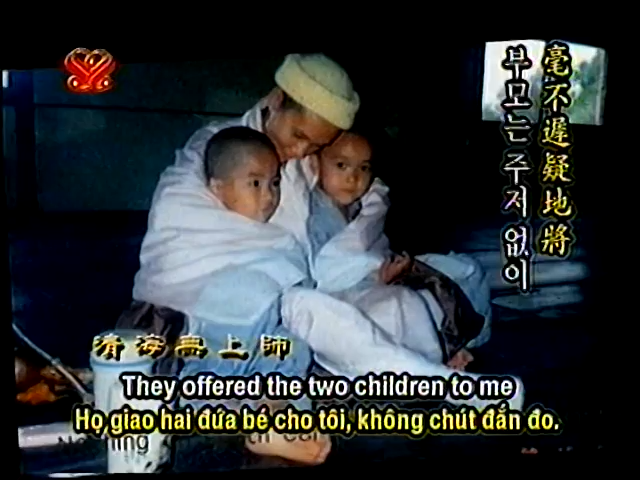 毫不遲疑地將
부모는 주저 없이
清海無上師
They offered the two children to me
Họ giao hai đứa bé cho tôi, không chút đắn đo.